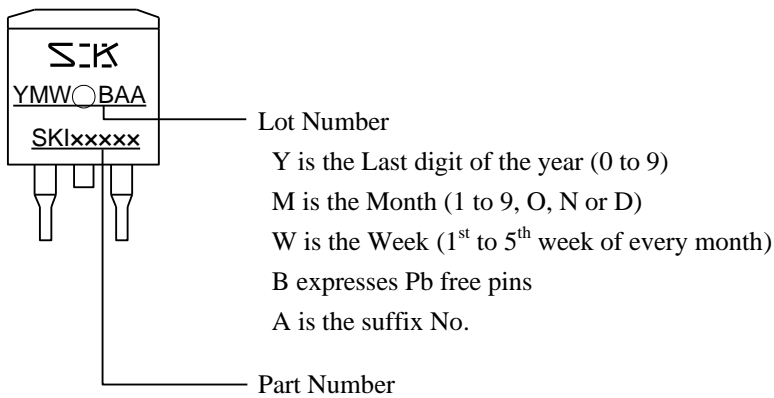 SK
YMW○BAA
SKI×××××
Lot Number
Y is the Last digit of the year (0 to 9)
M is the Month (1 to 9, O, N or D)
W is the Week (1st to 5th week of every month)
B expresses Pb free pins
A is the suffix No.
Part Number